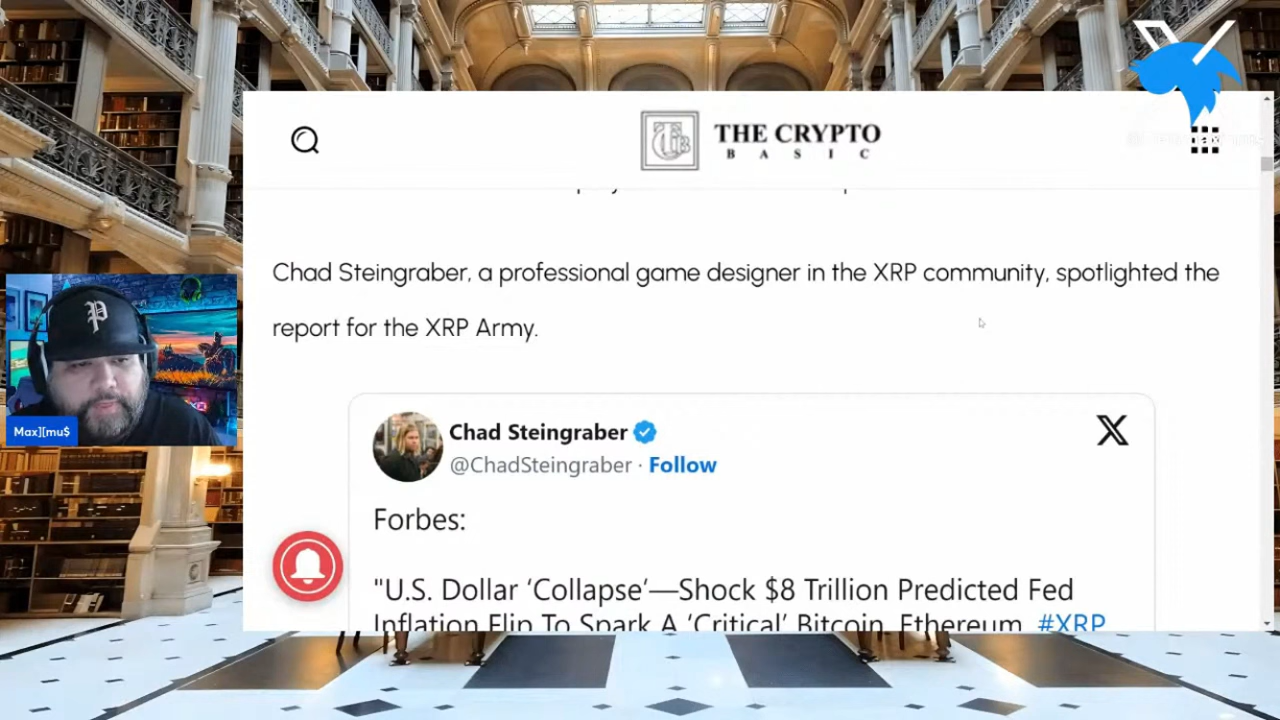 THE CRYPTO
BASIC
Chad Steingraber, a professional game designer in the XRP community, spotlighted the
report for the XRP Army.
Chad Steingraber
@ChadSteingraber · Follow
Forbes:
"U.S. Dollar ‘Collapse’—Shock $8 Trillion Predicted Fed
Inflation Flip To Spark A ‘Critical’ Bitcoin, Ethereum, #XRP
Max][mu$